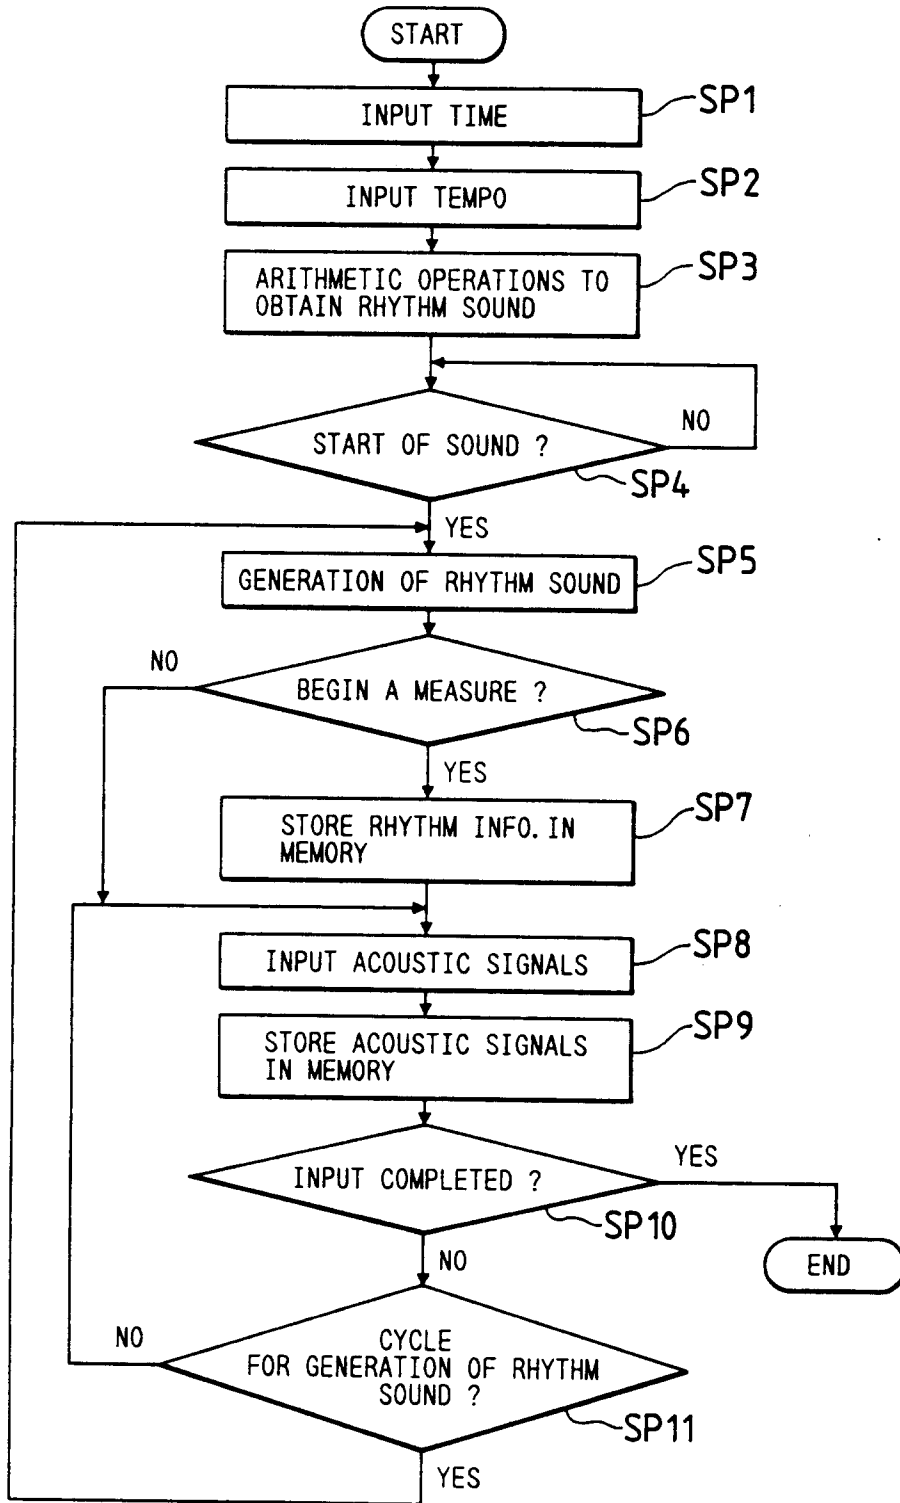 START
INPUT TIME
SP1
INPUT TEMPO
SP2
ARITHMETIC OPERATIONS TO
OBTAIN RHYTHM SOUND
SP3
START OF SOUND ?
NO
SP4
YES
GENERATION OF RHYTHM SOUND
SP5
NO
BEGIN A MEASURE ?
SP6
YES
STORE RHYTHM INFO. IN
MEMORY
SP7
INPUT ACOUSTIC SIGNALS
SP8
STORE ACOUSTIC SIGNALS
IN MEMORY
SP9
INPUT COMPLETED ?
YES
SP10
NO
END
NO
CYCLE
FOR GENERATION OF RHYTHM
SOUND ?
SP11
YES